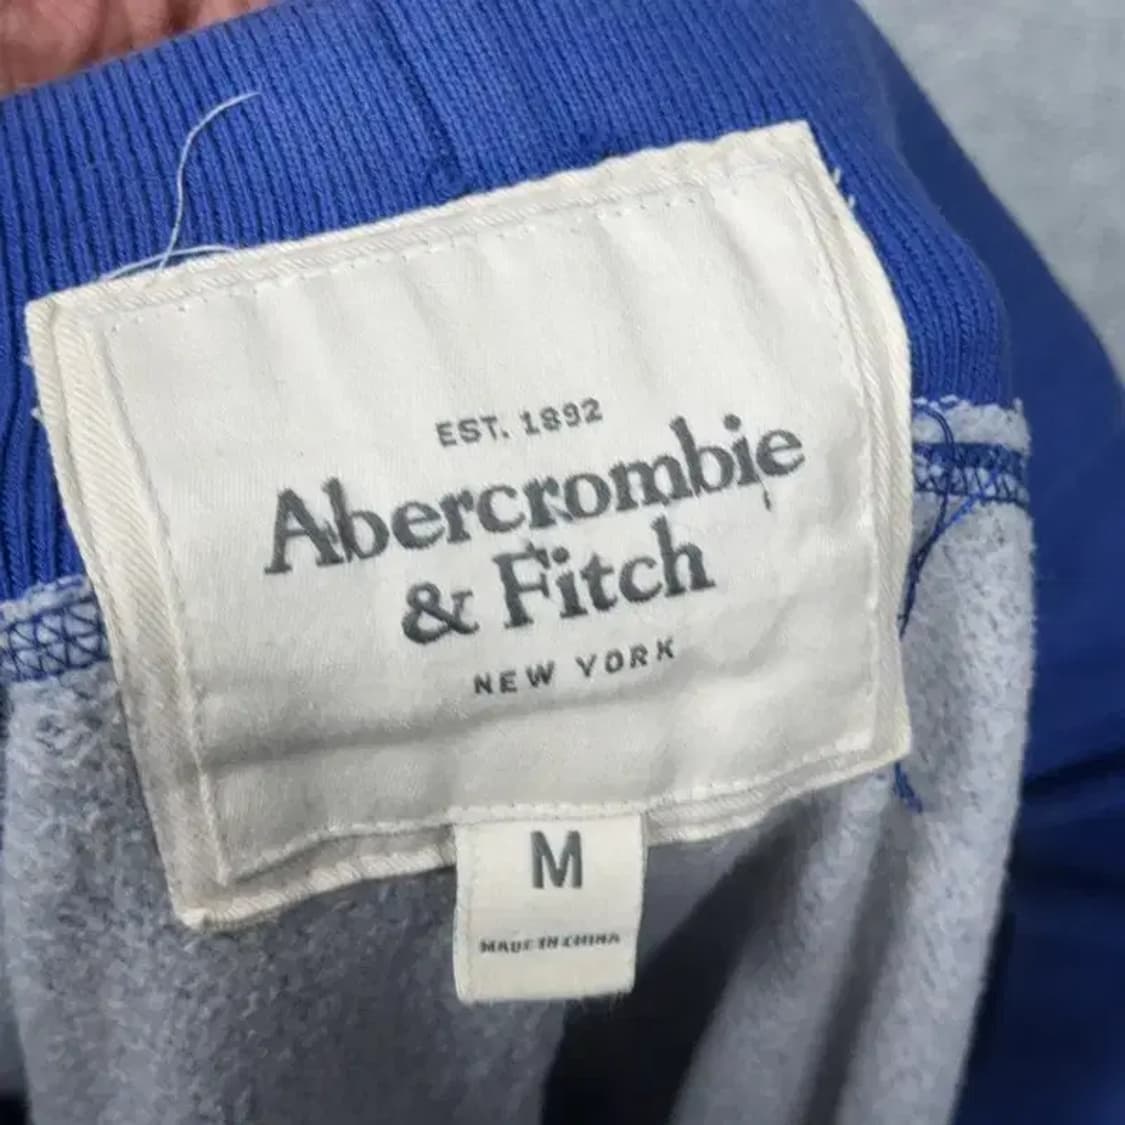 EST. 1892
Abercrombie
& Fitch
NEW YORK
M
MADE IN CHINA